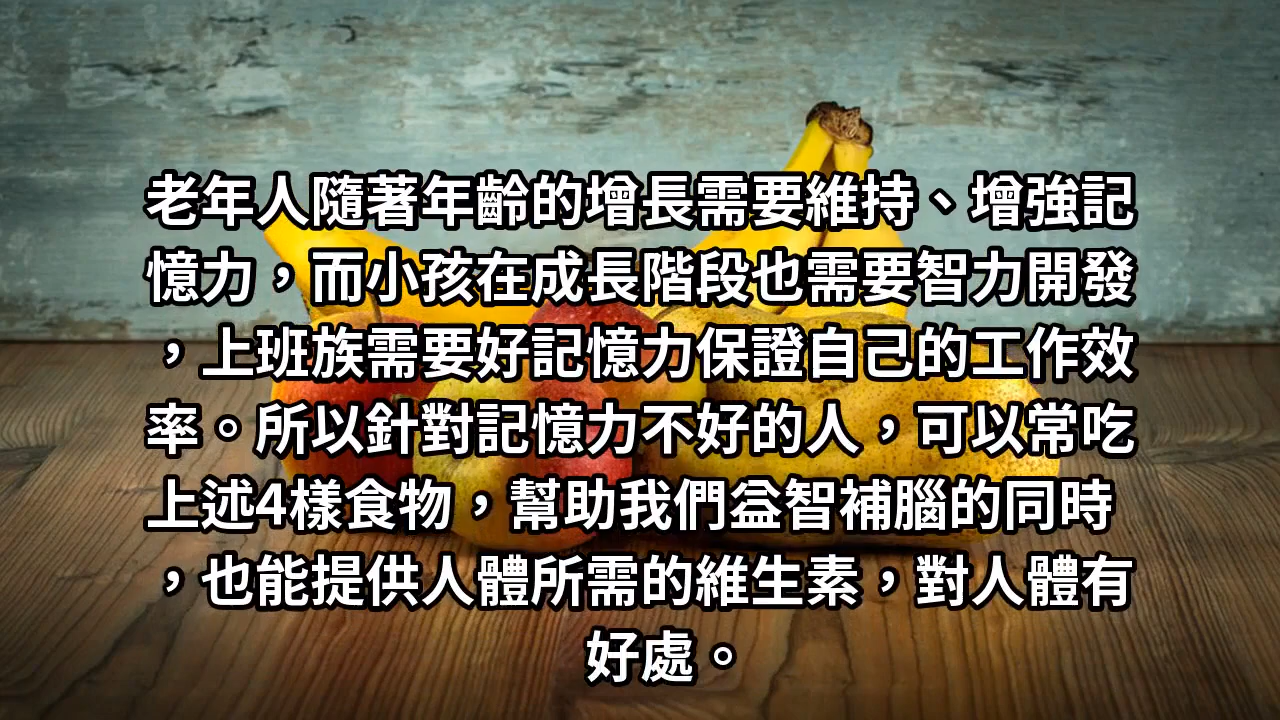 老年人隨著年齡的增長需要維持、增強記
憶力，而小孩在成長階段也需要智力開發
，上班族需要好記憶力保證自己的工作效
率。所以針對記憶力不好的人，可以常吃
上述4樣食物，幫助我們益智補腦的同時
，也能提供人體所需的維生素，對人體有
好處。